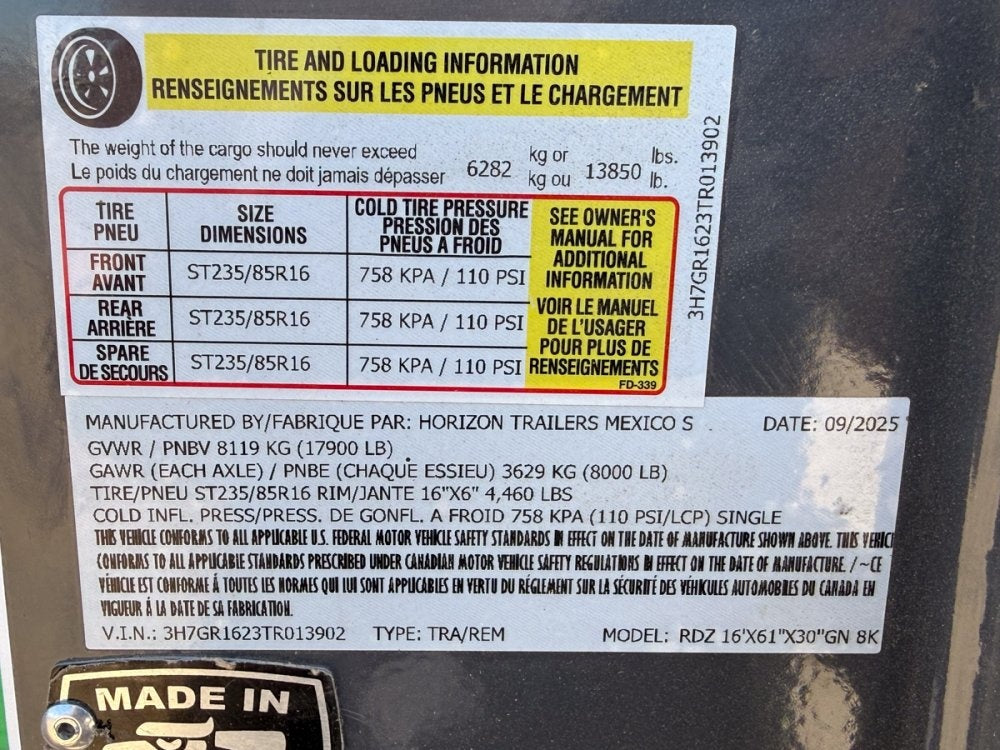 TIRE AND LOADING INFORMATION
RENSEIGNEMENTS SUR LES PNEUS ET LE CHARGEMENT
The weight of the cargo should never exceed
Le poids du chargement ne doit jamais dépasser
6282 kg or 13850 lbs.
kg ou lb.
TIRE
PNEU
SIZE
DIMENSIONS
COLD TIRE PRESSURE
PRESSION DES
PNEUS A FROID
FRONT
AVANT
ST235/85R16
758 KPA / 110 PSI
REAR
ARRIÈRE
ST235/85R16
758 KPA / 110 PSI
SPARE
DE SECOURS
ST235/85R16
758 KPA / 110 PSI
SEE OWNER'S
MANUAL FOR
ADDITIONAL
INFORMATION
VOIR LE MANUEL
DE L'USAGER
POUR PLUS DE
RENSEIGNEMENTS
FD-339
3H7GR1623TR013902
MANUFACTURED BY/FABRIQUE PAR: HORIZON TRAILERS MEXICO S DATE: 09/2025
GVWR / PNBV 8119 KG (17900 LB)
GAWR (EACH AXLE) / PNBE (CHAQUE ESSIEU) 3629 KG (8000 LB)
TIRE/PNEU ST235/85R16 RIM/JANTE 16"X6" 4,460 LBS
COLD INFL. PRESS/PRESS. DE GONFL. A FROID 758 KPA (110 PSI/LCP) SINGLE
THIS VEHICLE CONFORMS TO ALL APPLICABLE U.S. FEDERAL MOTOR VEHICLE SAFETY STANDARDS IN EFFECT ON THE DATE OF MANUFACTURE SHOWN ABOVE. THIS VEHICL
CONFORMS TO ALL APPLICABLE STANDARDS PRESCRIBED UNDER CANADIAN MOTOR VEHICLE SAFETY REGULATIONS IN EFFECT ON THE DATE OF MANUFACTURE. / ~CE
VÉHICLE EST CONFORME À TOUTES LES NORMES QUI LUI SONT APPLICABLES EN VERTU DU RÉGLEMENT SUR LA SÉCURITÉ DES VÉHICULES AUTOMOBILES DU CANADA EN
VIGUEUR À LA DATE DE SA FABRICATION.
V.I.N.: 3H7GR1623TR013902 TYPE: TRA/REM MODEL: RDZ 16'X61"X30"GN 8K
MADE IN